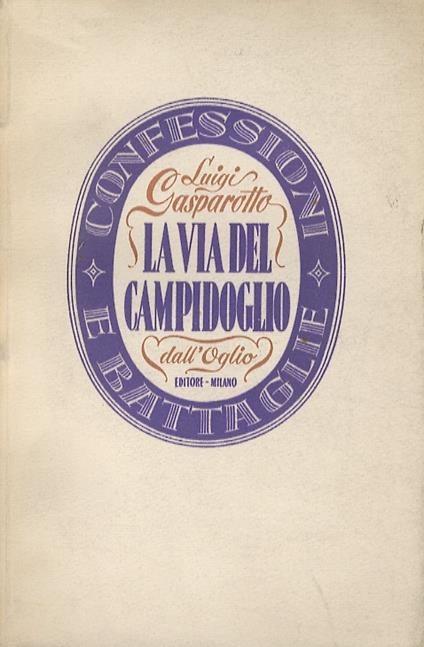 CONFESSIONI
Luigi
Gasparotto
LA VIA DEL
CAMPIDOGLIO
dall'Oglio
EDITORE - MILANO
E BATTAGLIE